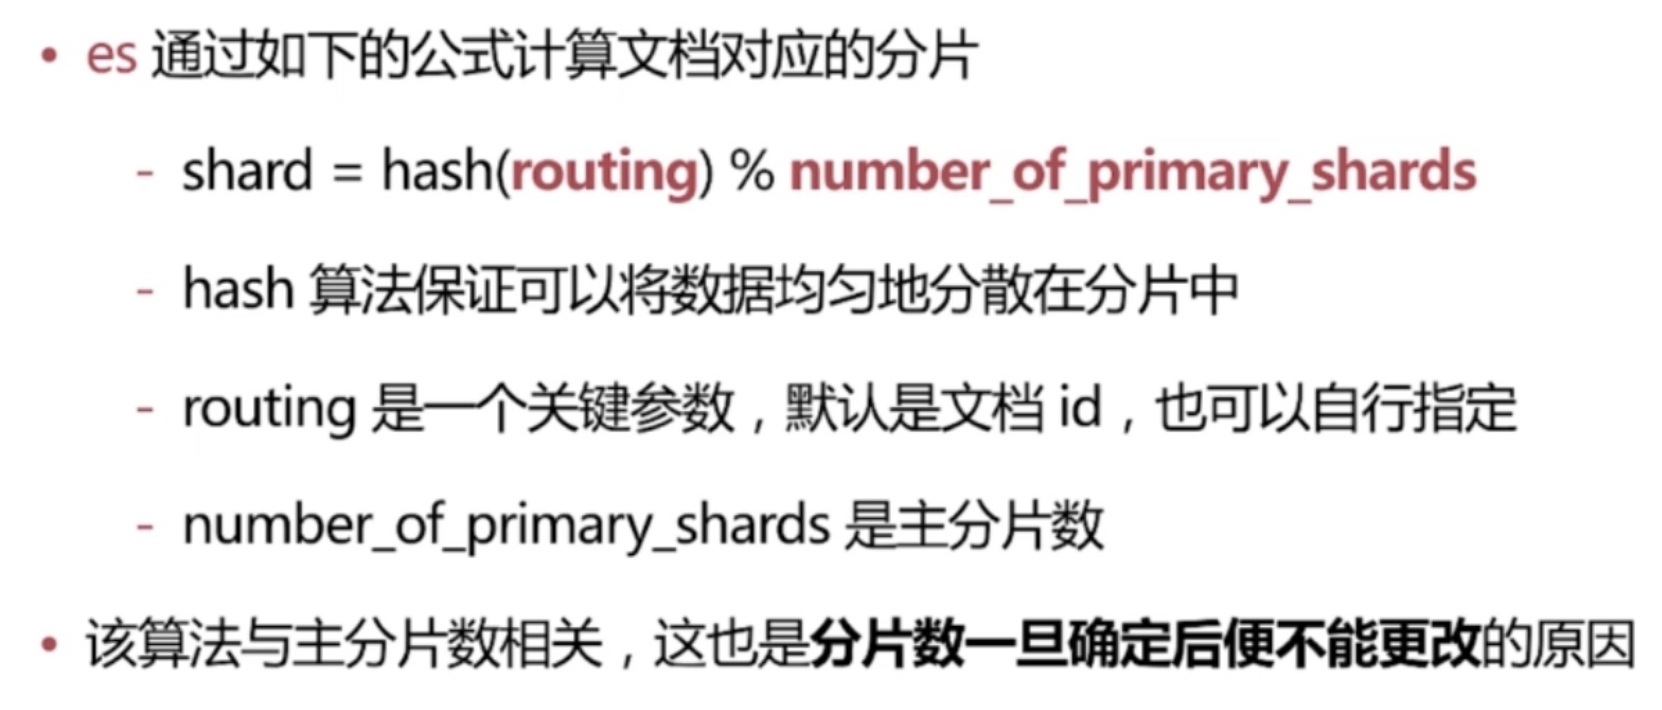 • es 通过如下的公式计算文档对应的分片
- shard = hash(routing) % number_of_primary_shards
- hash 算法保证可以将数据均匀地分散在分片中
- routing 是一个关键参数，默认是文档 id，也可以自行指定
- number_of_primary_shards 是主分片数
• 该算法与主分片数相关，这也是分片数一旦确定后便不能更改的原因